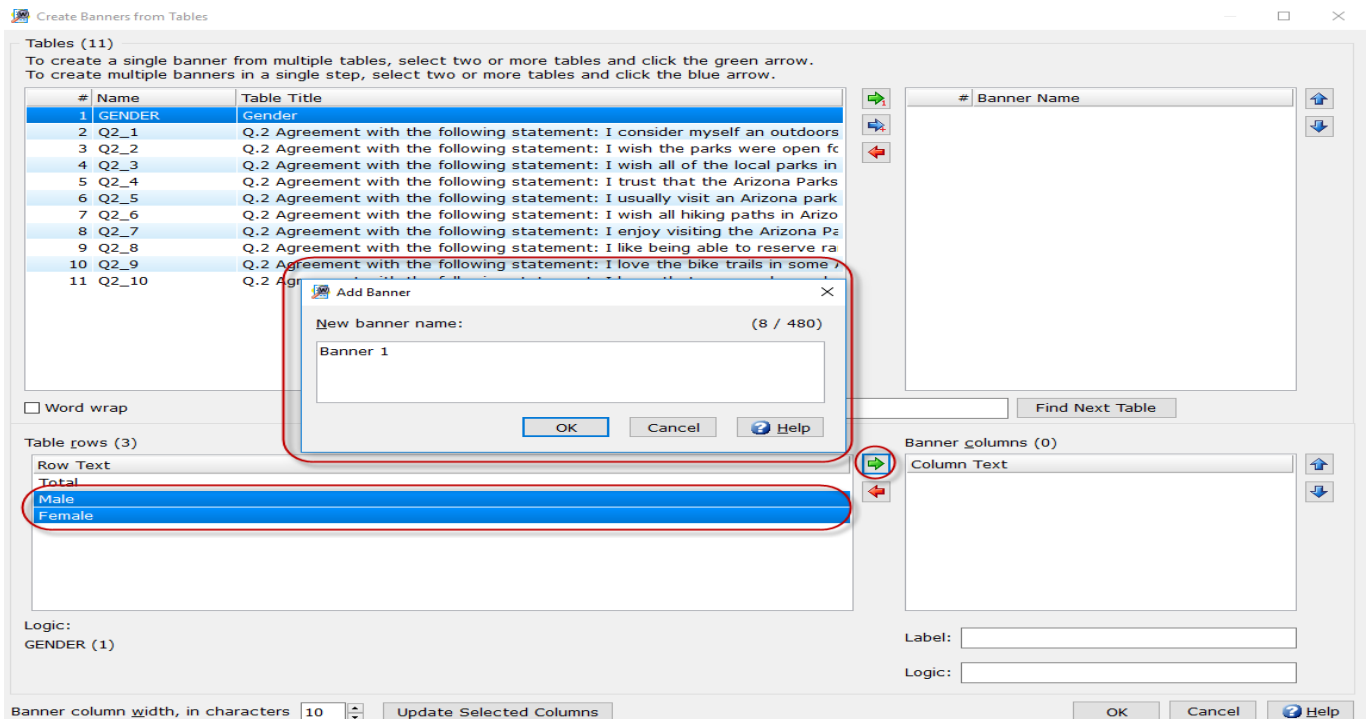 Create Banners from Tables
Tables (11)
To create a single banner from multiple tables, select two or more tables and click the green arrow.
To create multiple banners in a single step, select two or more tables and click the blue arrow.
# Name Table Title
1 GENDER Gender
2 Q2_1 Q.2 Agreement with the following statement: I consider myself an outdoors
3 Q2_2 Q.2 Agreement with the following statement: I wish the parks were open fo
4 Q2_3 Q.2 Agreement with the following statement: I wish all of the local parks in
5 Q2_4 Q.2 Agreement with the following statement: I trust that the Arizona Parks
6 Q2_5 Q.2 Agreement with the following statement: I usually visit an Arizona park
7 Q2_6 Q.2 Agreement with the following statement: I wish all hiking paths in Arizo
8 Q2_7 Q.2 Agreement with the following statement: I enjoy visiting the Arizona Pa
9 Q2_8 Q.2 Agreement with the following statement: I like being able to reserve ra
10 Q2_9 Q.2 Agreement with the following statement: I love the bike trails in some
11 Q2_10 Q.2 Agr
# Banner Name
Add Banner
New banner name: (8 / 480)
Banner 1
OK Cancel Help
Word wrap
Find Next Table
Table rows (3)
Row Text
Total
Male
Female
Banner columns (0)
Column Text
Logic:
GENDER (1)
Label:
Logic:
Banner column width, in characters 10 Update Selected Columns
OK Cancel Help